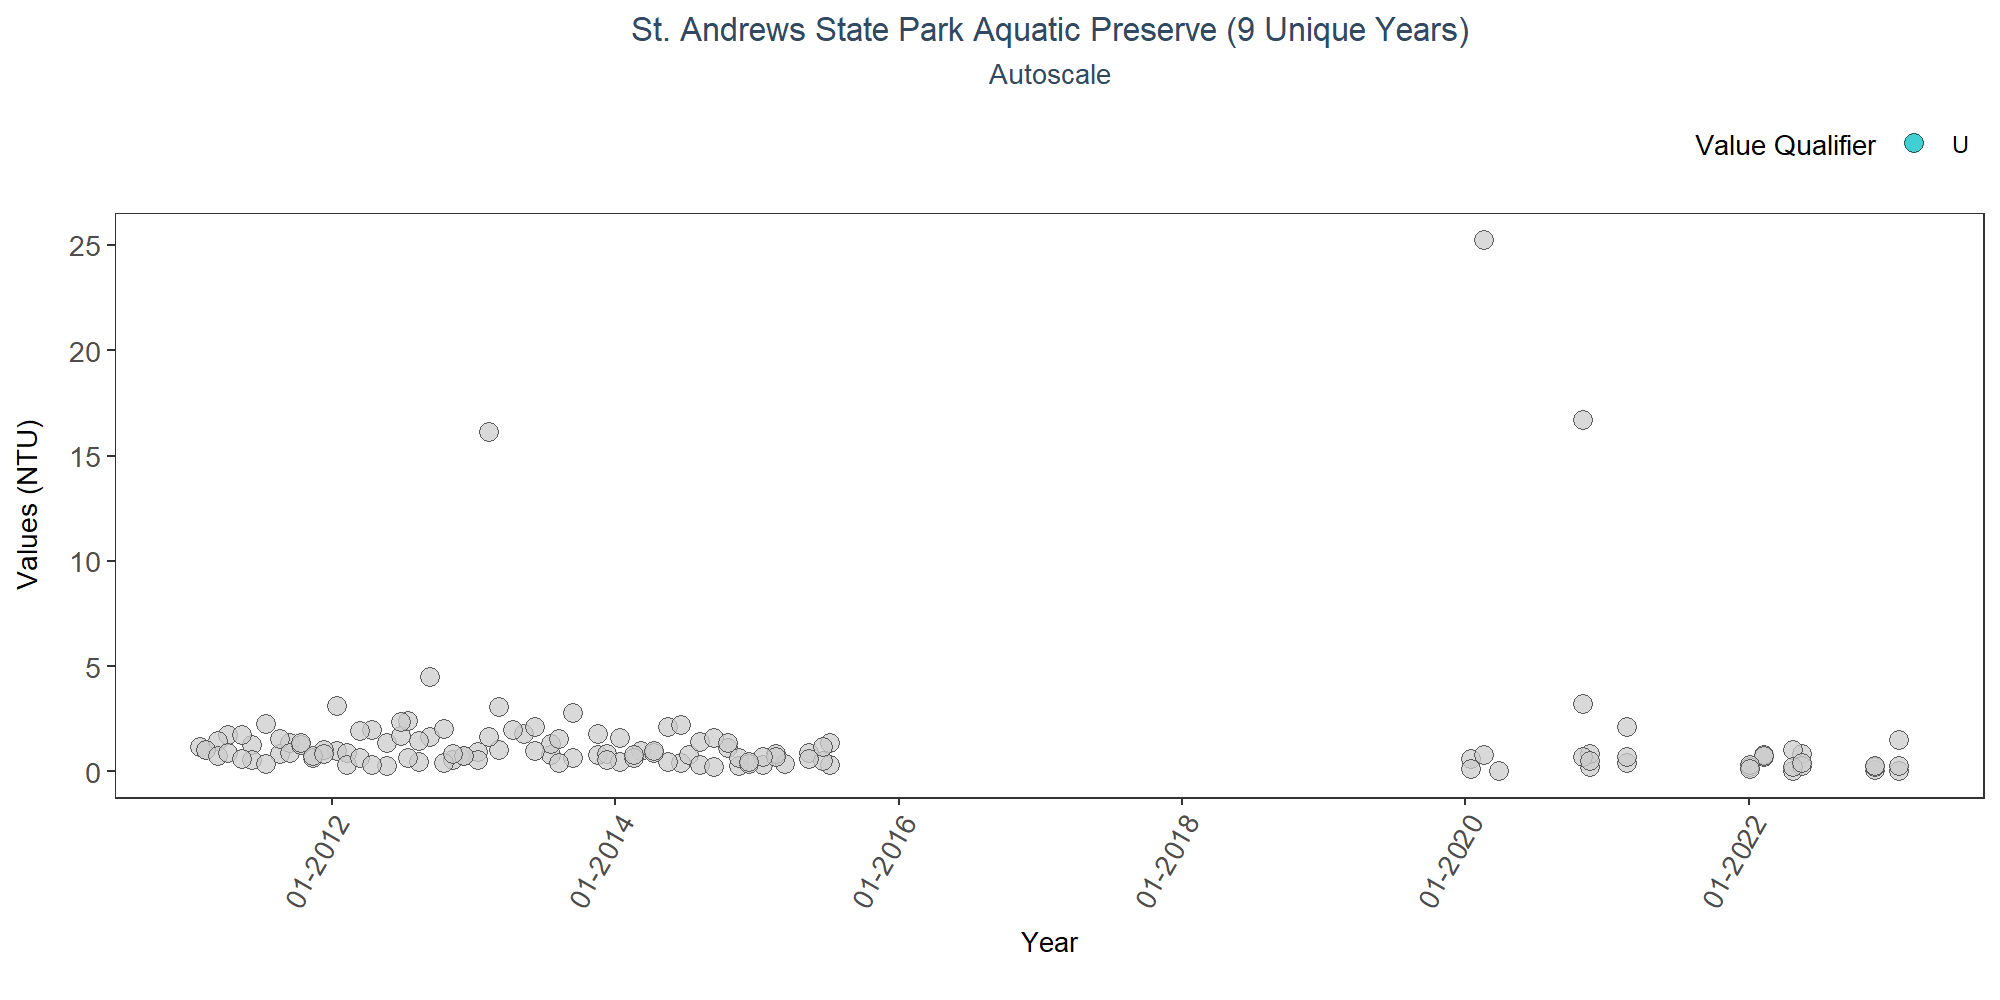 St. Andrews State Park Aquatic Preserve (9 Unique Years)
Autoscale
Value Qualifier U
25
20
15
10
5
0
Values (NTU)
01-2012 01-2014 01-2016 01-2018 01-2020 01-2022
Year